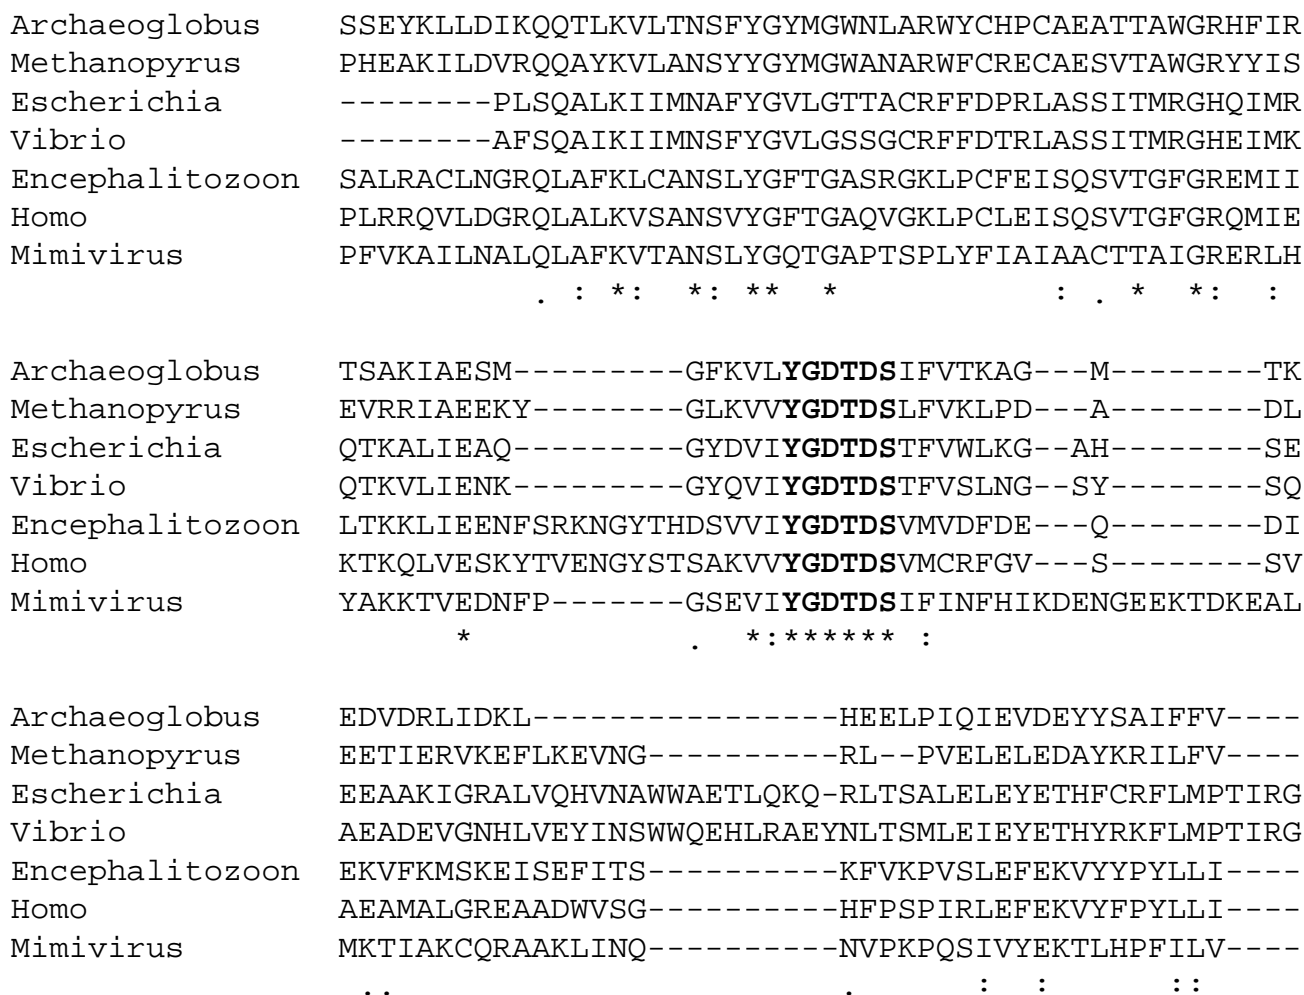 Archaeoglobus   SSEYKLLDIKQQTLKVLTNSFYGYMGWNLARWYCHPCAEATTAWGRHFIR
Methanopyrus    PHEAKILDVRQQAYKVLANSYYGYMGWANARWFCRECAESVTAWGRYYIS
Escherichia     --------PLSQALKIIMNAFYGVLGTTACRFFDPRLASSITMRGHQIMR
Vibrio          --------AFSQAIKIIMNSFYGVLGSSGCRFFDTRLASSITMRGHEIMK
Encephalitozoon SALRACLNGRQLAFKLCANSLYGFTGASRGKLPCFEISQSVTGFGREMII
Homo            PLRRQVLDGRQLALKVSANSVYGFTGAQVGKLPCLEISQSVTGFGRQMIE
Mimivirus       PFVKAILNALQLAFKVTANSLYGQTGAPTSPLYFIAIAACTTAIGRERLH
                          . : *:  *: **  *           : . *  *:  :
Archaeoglobus   TSAKIAESM---------GFKVLYGDTDSIFVTKAG---M--------TK
Methanopyrus    EVRRIAEEKY--------GLKVVYGDTDSLFVKLPD---A--------DL
Escherichia     QTKALIEAQ---------GYDVIYGDTDSTFVWLKG--AH--------SE
Vibrio          QTKVLIENK---------GYQVIYGDTDSTFVSLNG--SY--------SQ
Encephalitozoon LTKKLIEENFSRKNGYTHDSVVIYGDTDSVMVDFDE---Q--------DI
Homo            KTKQLVESKYTVENGYSTSAKVVYGDTDSVMCRFGV---S--------SV
Mimivirus       YAKKTVEDNFP-------GSEVIYGDTDSIFINFHIKDENGEEKTDKEAL
                      *           .  *:****** :
Archaeoglobus   EDVDRLIDKL----------------HEELPIQIEVDEYYSAIFFV----
Methanopyrus    EETIERVKEFLKEVNG----------RL--PVELELEDAYKRILFV----
Escherichia     EEAAKIGRALVQHVNAWWAETLQKQ-RLTSALELEYETHFCRFLMPTIRG
Vibrio          AEADEVGNHLVEYINSWWQEHLRAEYNLTSMLEIEYETHYRKFLMPTIRG
Encephalitozoon EKVFKMSKEISEFITS----------KFVKPVSLEFEKVYYPYLLI----
Homo            AEAMALGREAADWVSG----------HFPSPIRLEFEKVYFPYLLI----
Mimivirus       MKTIAKCQRAAKLINQ----------NVPKPQSIVYEKTLHPFILV----
                 ..                       .      :  :      ::